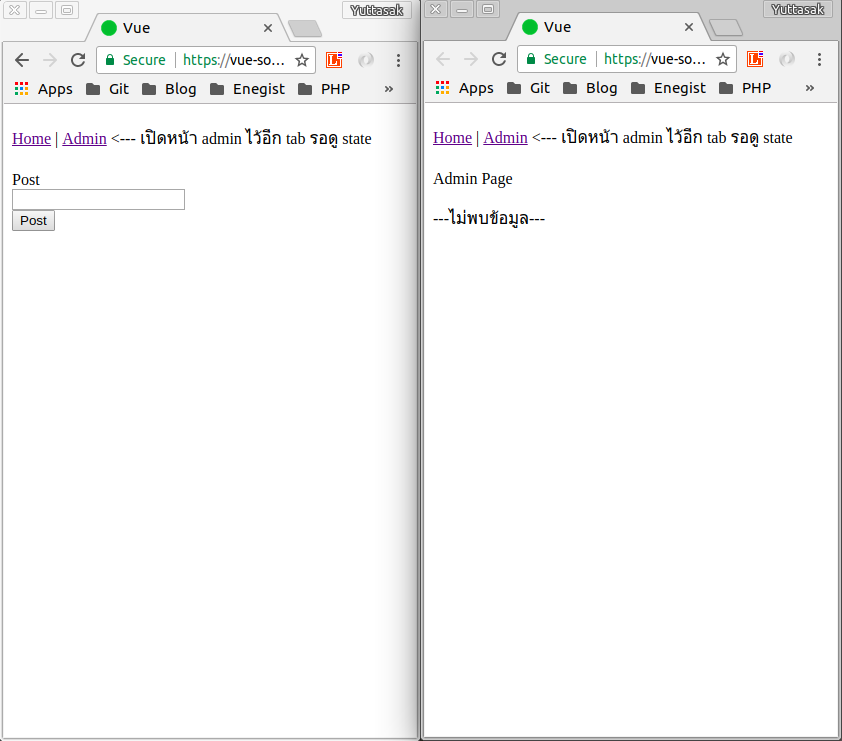 Yuttasak
Vue
Secure https://vue-so...
Apps Git Blog Enegist PHP »
Home | Admin <--- เปิดหน้า admin ไว้อีก tab รอดู state
Post
Post
Yuttasak
Vue
Secure https://vue-so...
Apps Git Blog Enegist PHP »
Home | Admin <--- เปิดหน้า admin ไว้อีก tab รอดู state
Admin Page
---ไม่พบข้อมูล---